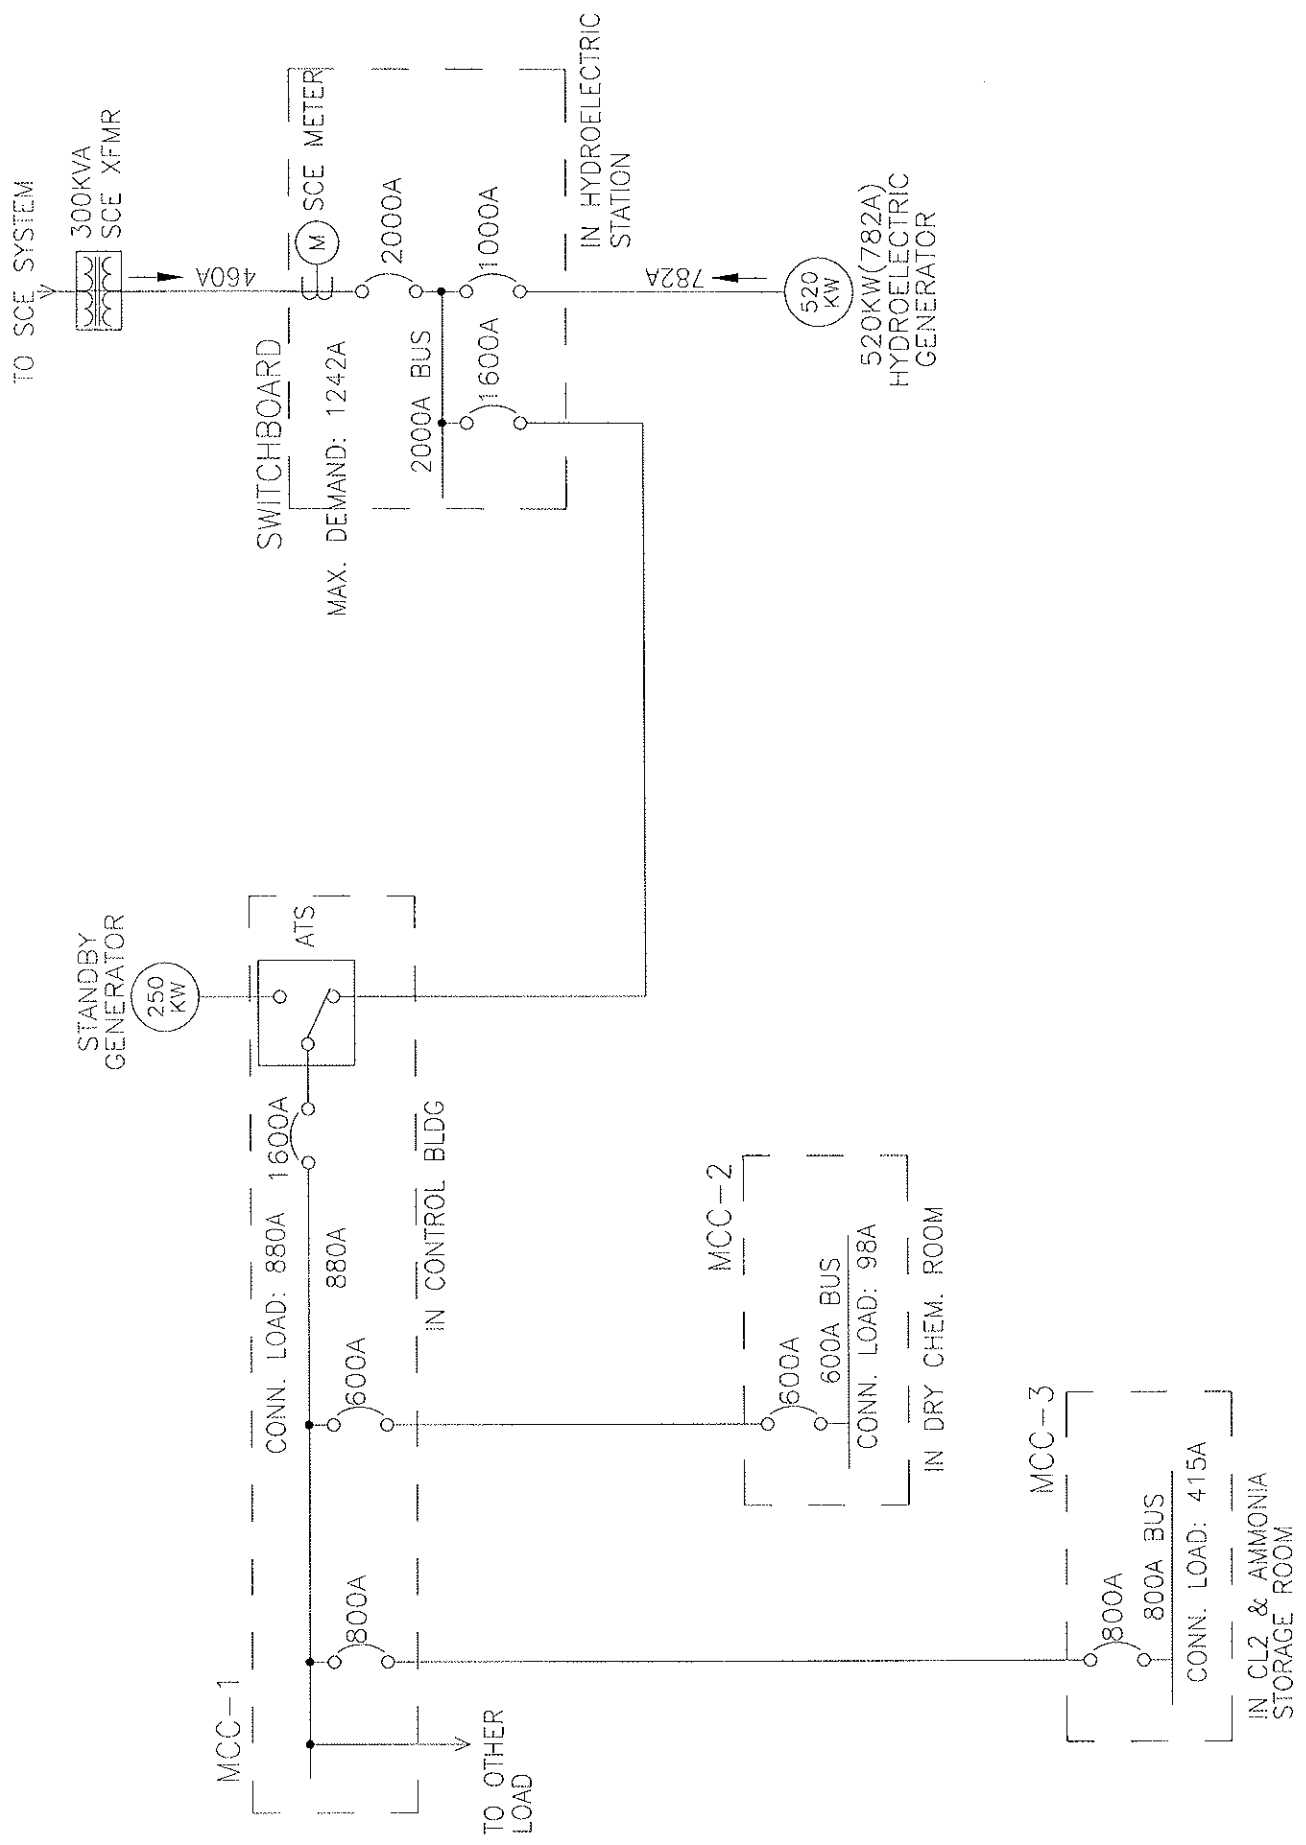 TO SCE SYSTEM
300KVA
SCE XFMR
460A
SWITCHBOARD
M
SCE METER
MAX. DEMAND: 1242A
2000A
2000A BUS
1600A
1000A
IN HYDROELECTRIC
STATION
782A
520
KW
520KW(782A)
HYDROELECTRIC
GENERATOR
STANDBY
GENERATOR
250
KW
ATS
MCC-1
CONN. LOAD: 880A
1600A
880A
800A
600A
IN CONTROL BLDG
TO OTHER
LOAD
MCC-2
600A
600A BUS
CONN. LOAD: 98A
IN DRY CHEM. ROOM
MCC-3
800A
800A BUS
CONN. LOAD: 415A
IN CL2 & AMMONIA
STORAGE ROOM